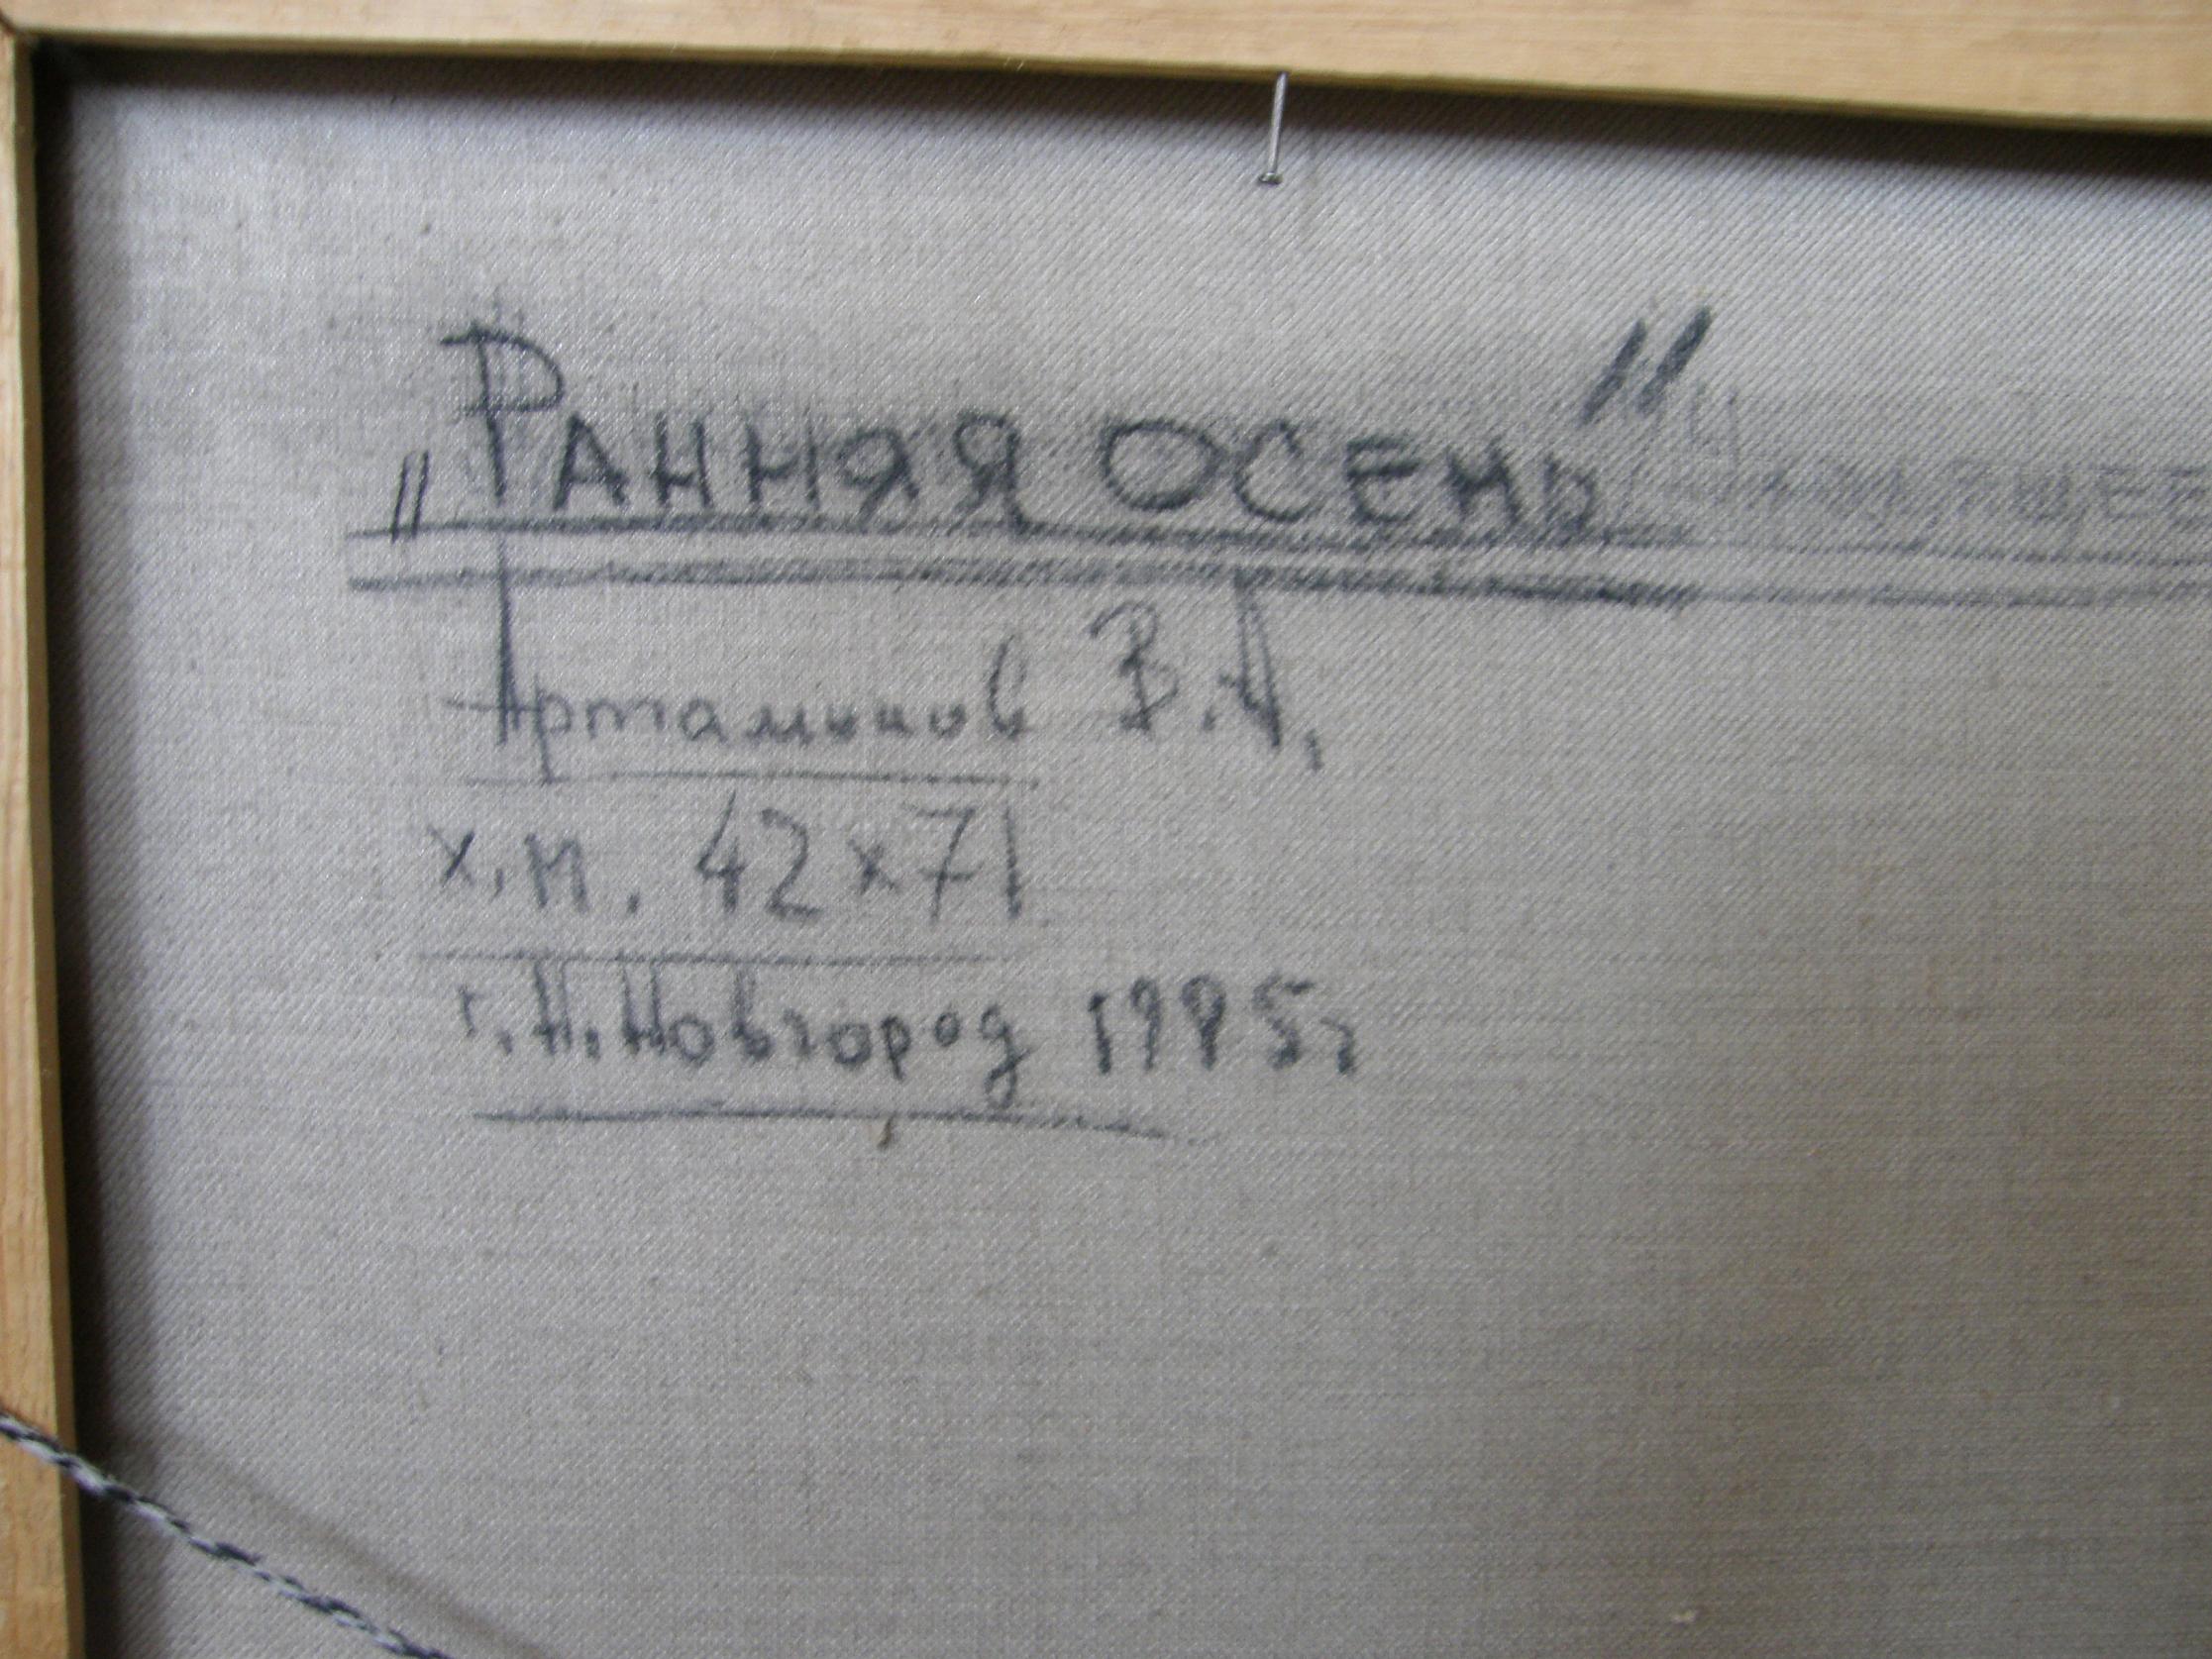 „Ранняя осень"
Артамонов В.А.
х.м. 42х71
г.Н.Новгород 1995г